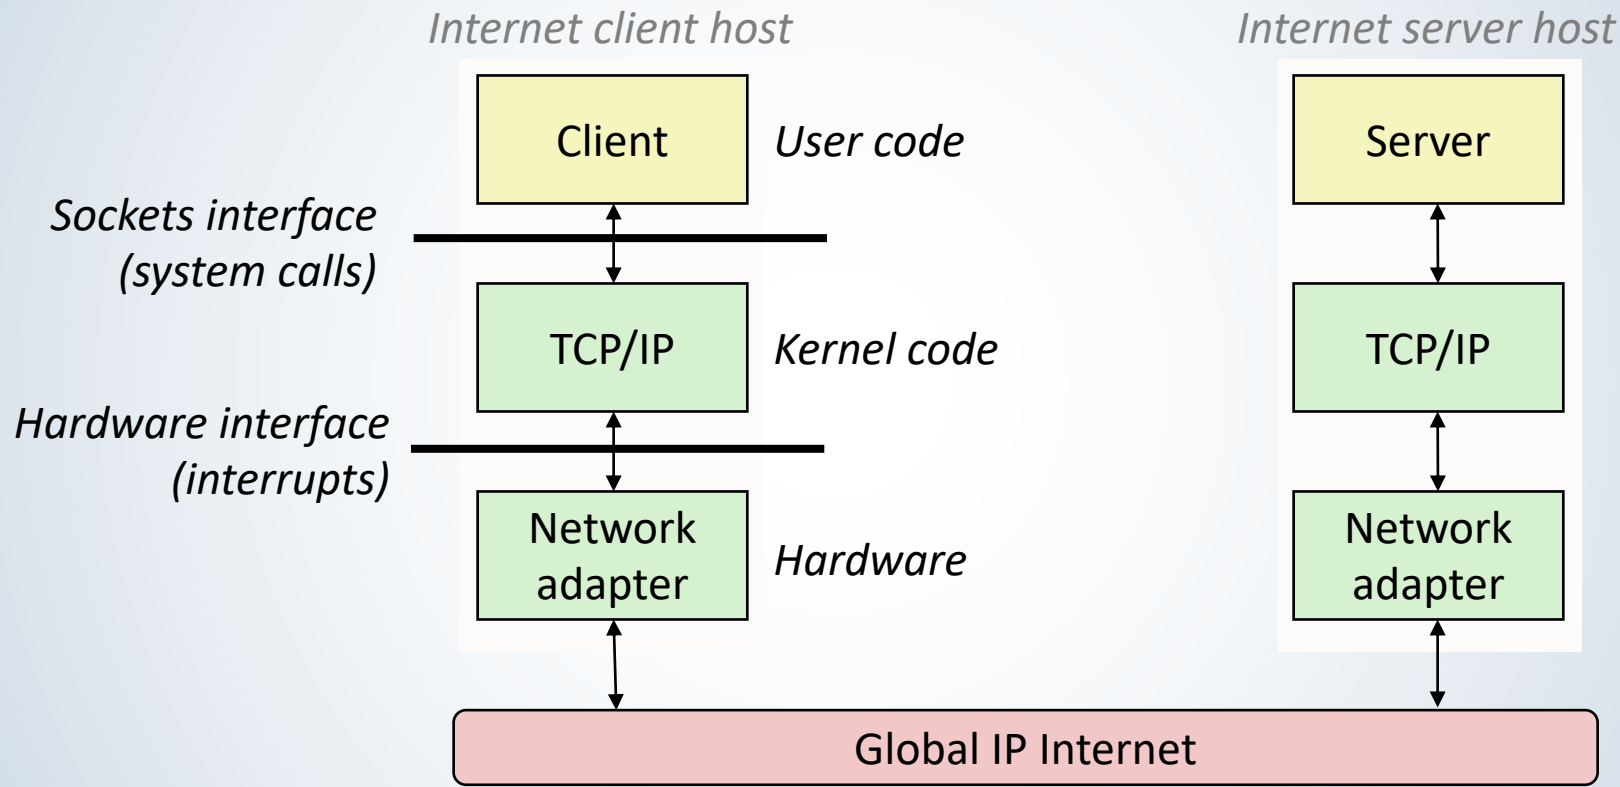 Internet client host
Internet server host
Client
User code
Server
Sockets interface
(system calls)
TCP/IP
Kernel code
TCP/IP
Hardware interface
(interrupts)
Network
adapter
Hardware
Network
adapter
Global IP Internet